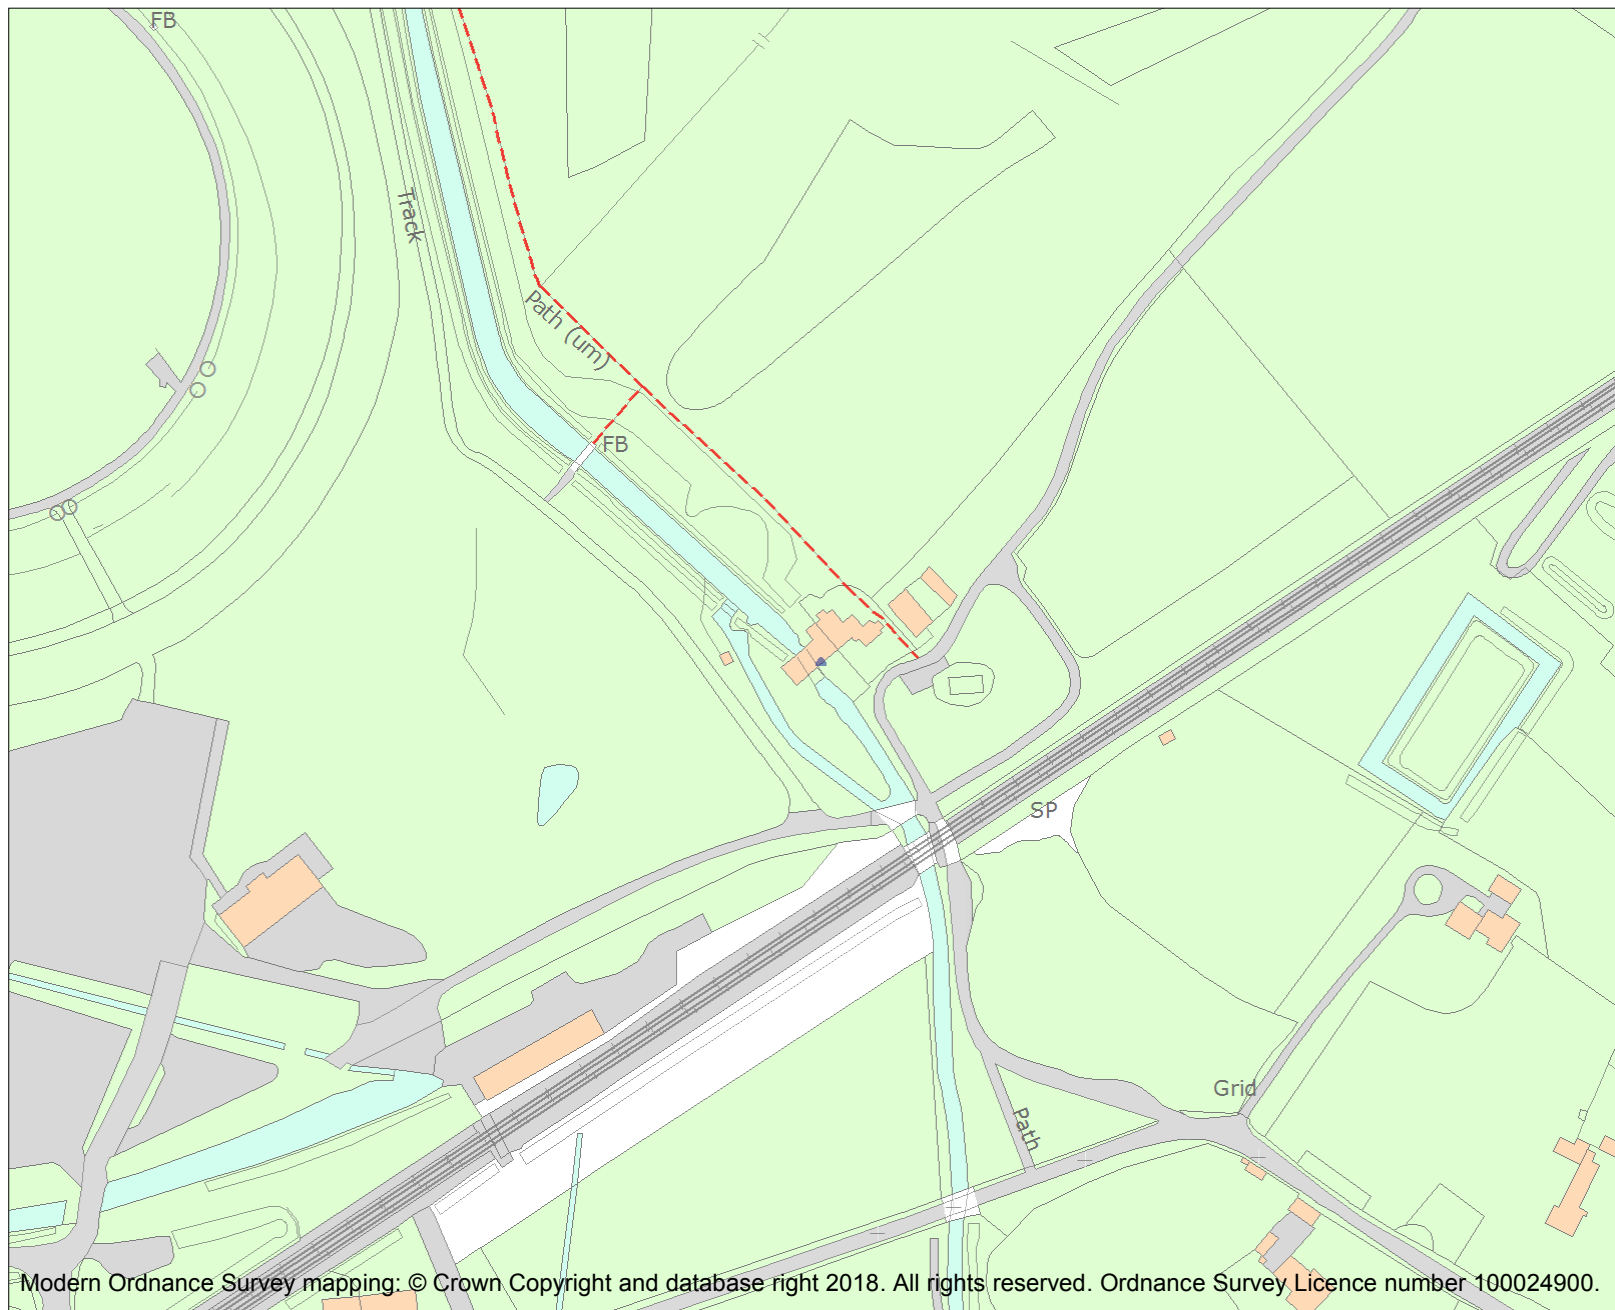 FB
Track
Path (um)
FB
SP
Grid
Path
Modern Ordnance Survey mapping: © Crown Copyright and database right 2018. All rights reserved. Ordnance Survey Licence number 100024900.